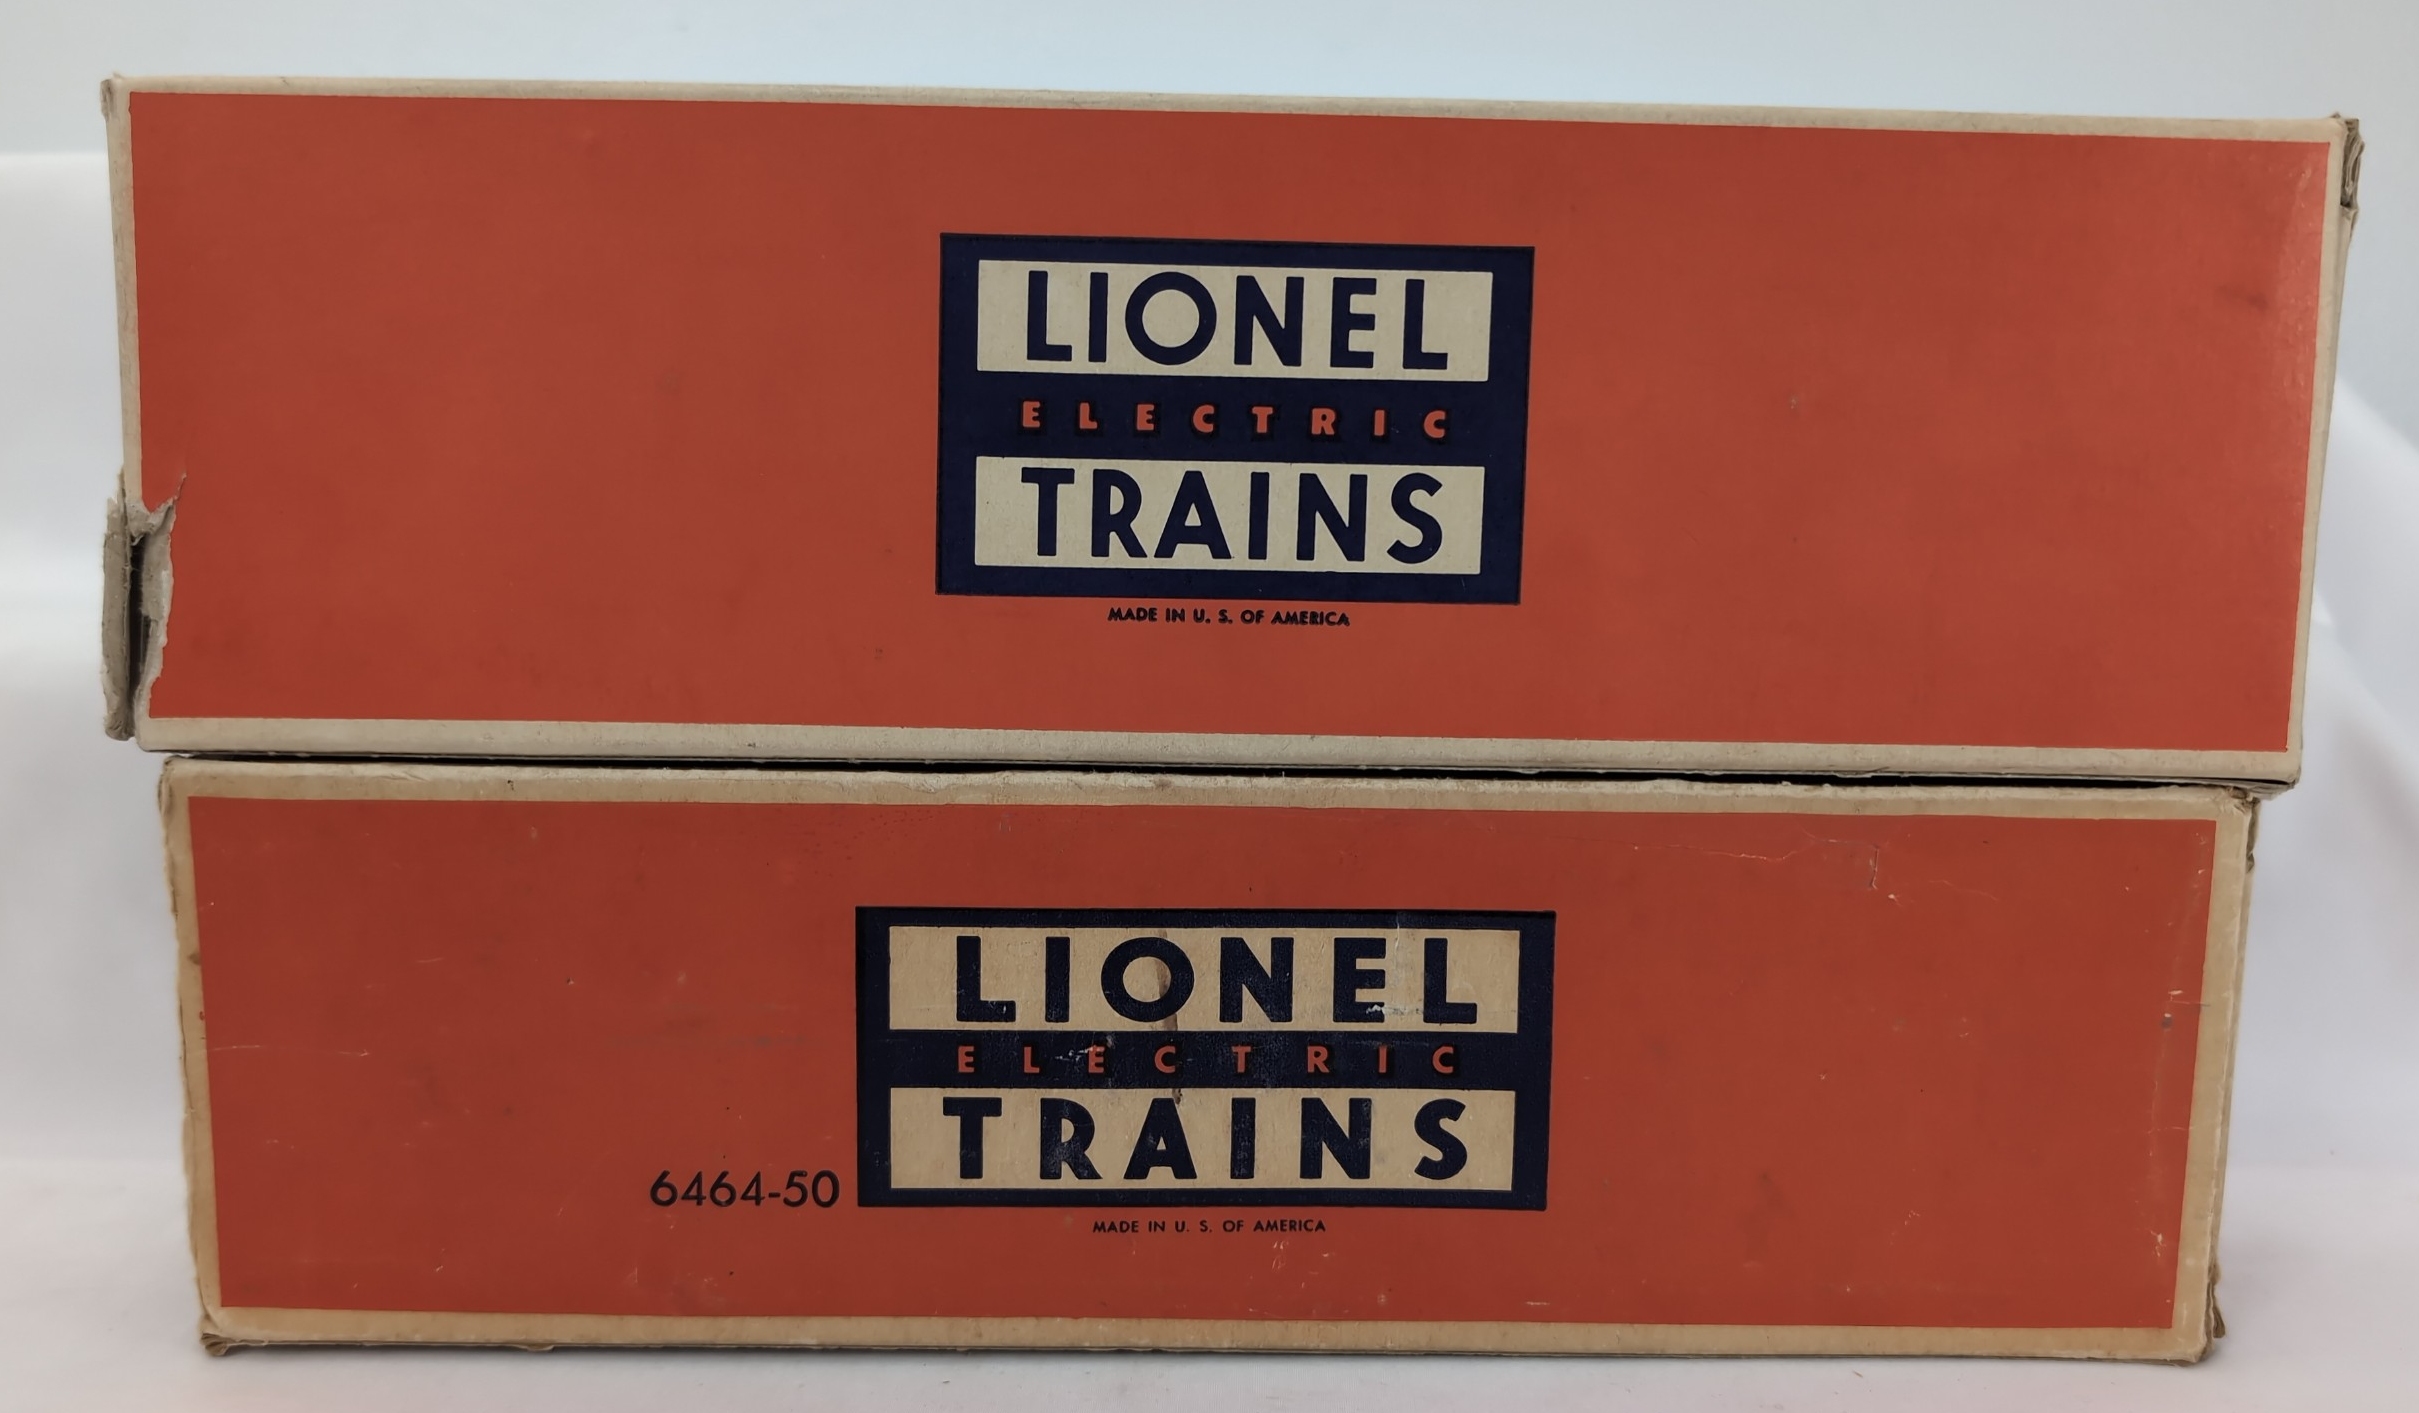 LIONEL
ELECTRIC
TRAINS
MADE IN U. S. OF AMERICA
LIONEL
ELECTRIC
TRAINS
6464-50
MADE IN U. S. OF AMERICA